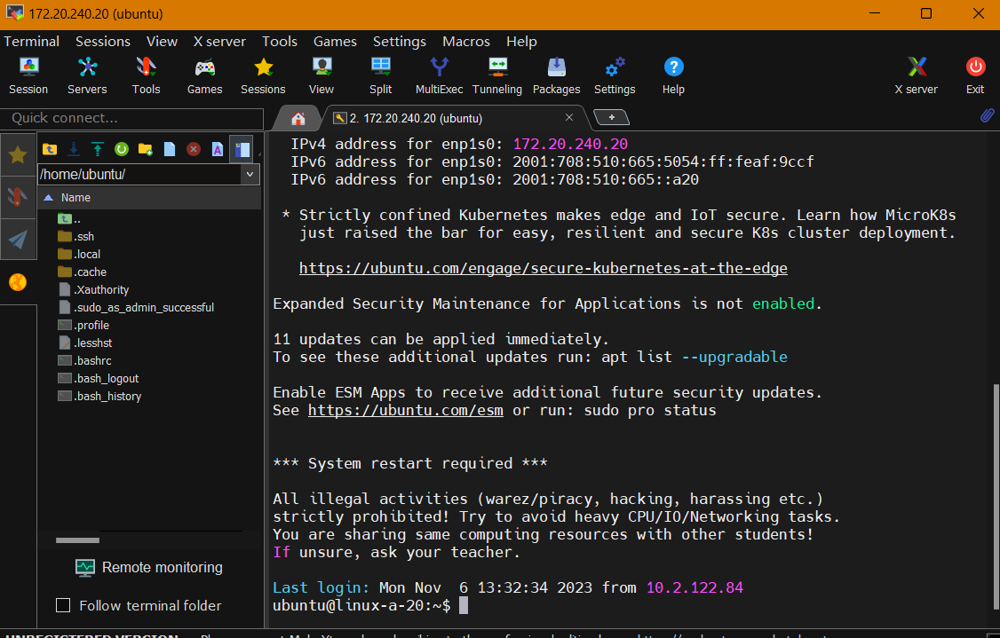 172.20.240.20 (ubuntu)
Terminal Sessions View X server Tools Games Settings Macros Help
Session Servers Tools Games Sessions View Split MultiExec Tunneling Packages Settings Help X server Exit
Quick connect...
2. 172.20.240.20 (ubuntu)
/home/ubuntu/
Name
..
.ssh
.local
.cache
.Xauthority
.sudo_as_admin_successful
.profile
.lesshst
.bashrc
.bash_logout
.bash_history
Remote monitoring
Follow terminal folder
IPv4 address for enp1s0: 172.20.240.20
IPv6 address for enp1s0: 2001:708:510:665:5054:ff:feaf:9ccf
IPv6 address for enp1s0: 2001:708:510:665::a20
* Strictly confined Kubernetes makes edge and IoT secure. Learn how MicroK8s
just raised the bar for easy, resilient and secure K8s cluster deployment.
https://ubuntu.com/engage/secure-kubernetes-at-the-edge
Expanded Security Maintenance for Applications is not enabled.
11 updates can be applied immediately.
To see these additional updates run: apt list --upgradable
Enable ESM Apps to receive additional future security updates.
See https://ubuntu.com/esm or run: sudo pro status
*** System restart required ***
All illegal activities (warez/piracy, hacking, harassing etc.)
strictly prohibited! Try to avoid heavy CPU/IO/Networking tasks.
You are sharing same computing resources with other students!
If unsure, ask your teacher.
Last login: Mon Nov  6 13:32:34 2023 from 10.2.122.84
ubuntu@linux-a-20:~$
UNREGISTERED VERSION